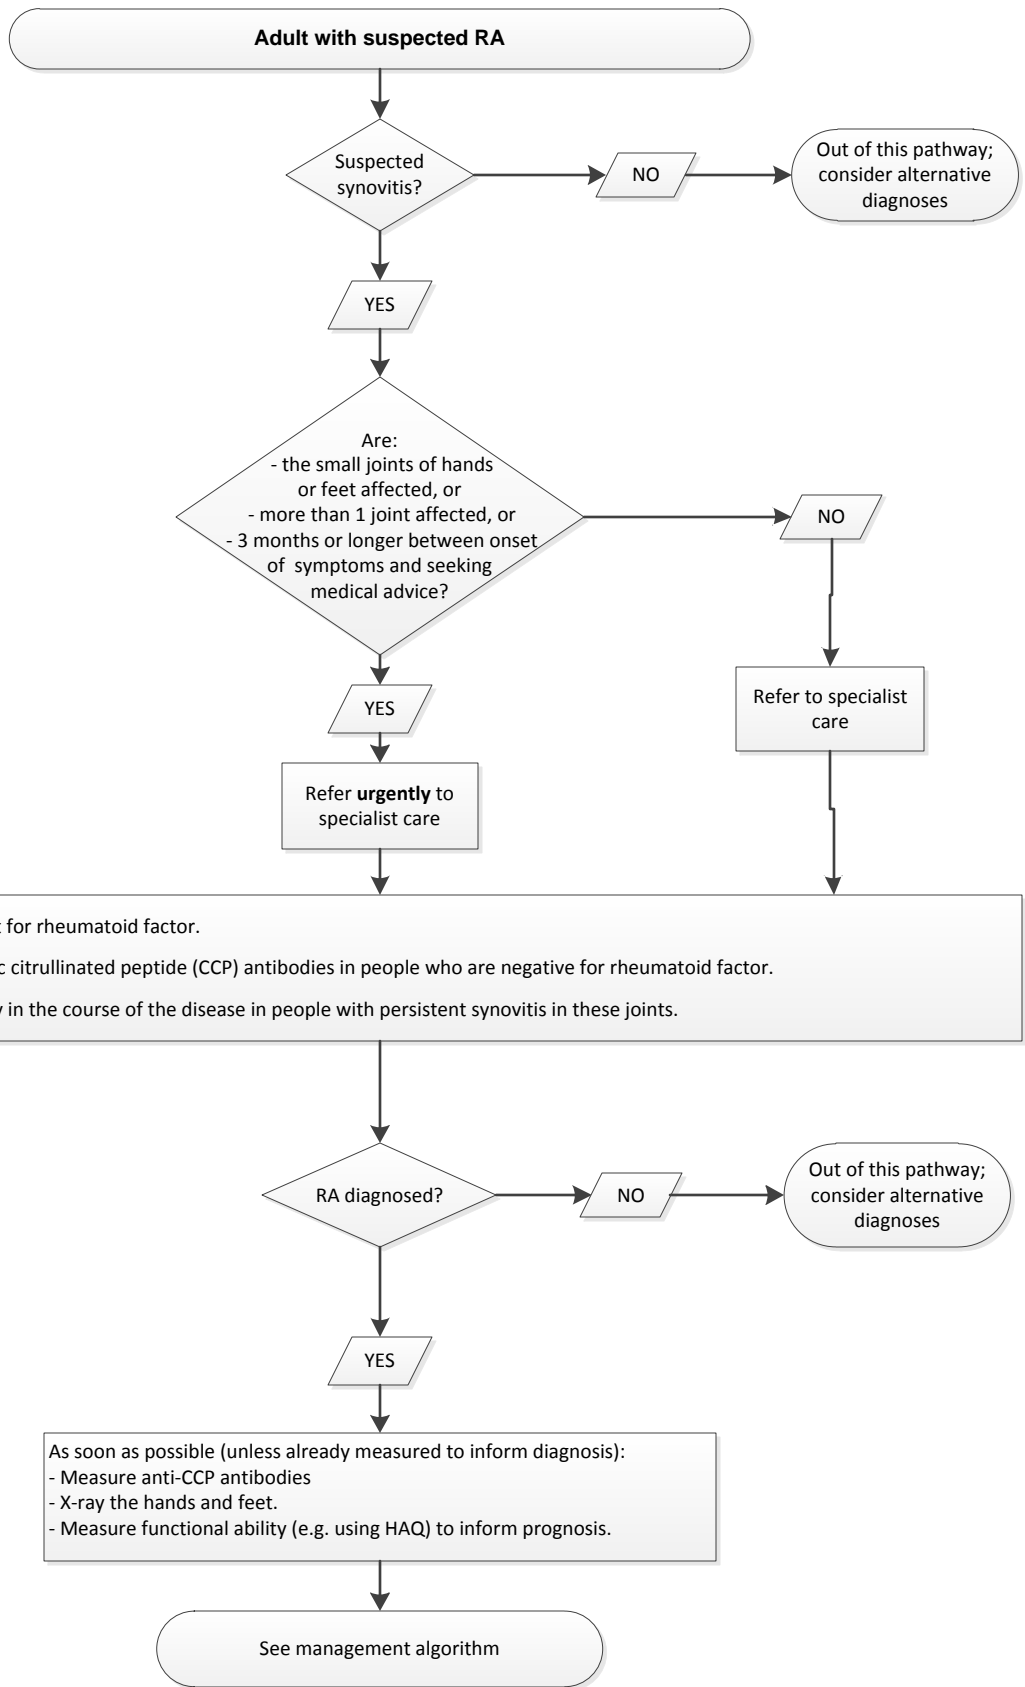 Adult with suspected RA
Suspected
synovitis?
NO
Out of this pathway;
consider alternative
diagnoses
YES
Are:
- the small joints of hands
or feet affected, or
- more than 1 joint affected, or
- 3 months or longer between onset
of symptoms and seeking
medical advice?
NO
YES
Refer to specialist
care
Refer urgently to
specialist care
for rheumatoid factor.
citrullinated peptide (CCP) antibodies in people who are negative for rheumatoid factor.
in the course of the disease in people with persistent synovitis in these joints.
RA diagnosed?
NO
Out of this pathway;
consider alternative
diagnoses
YES
As soon as possible (unless already measured to inform diagnosis):
- Measure anti-CCP antibodies
- X-ray the hands and feet.
- Measure functional ability (e.g. using HAQ) to inform prognosis.
See management algorithm